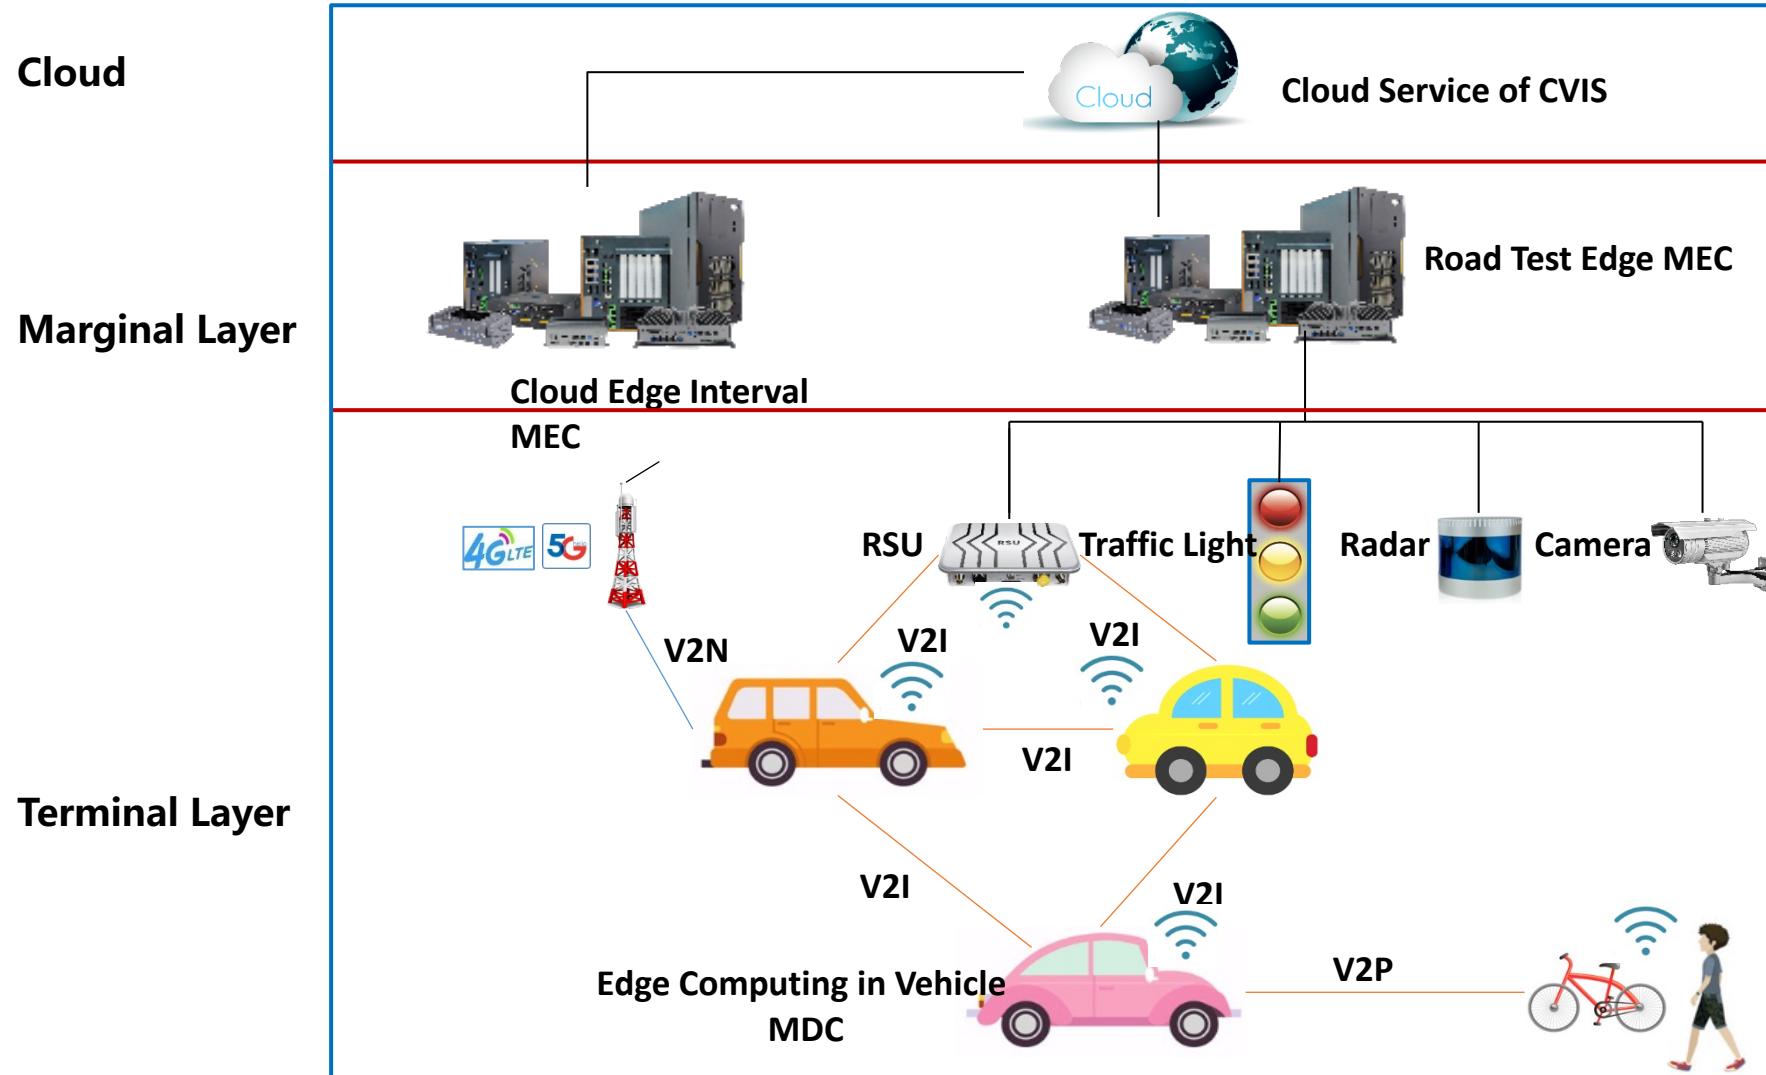 Cloud
Cloud
Cloud Service of CVIS
Road Test Edge MEC
Marginal Layer
Cloud Edge Interval
MEC
4G LTE
5G
RSU
RSU
Traffic Light
Radar
Camera
V2N
V2I
V2I
V2I
Terminal Layer
V2I
V2I
V2P
Edge Computing in Vehicle
MDC